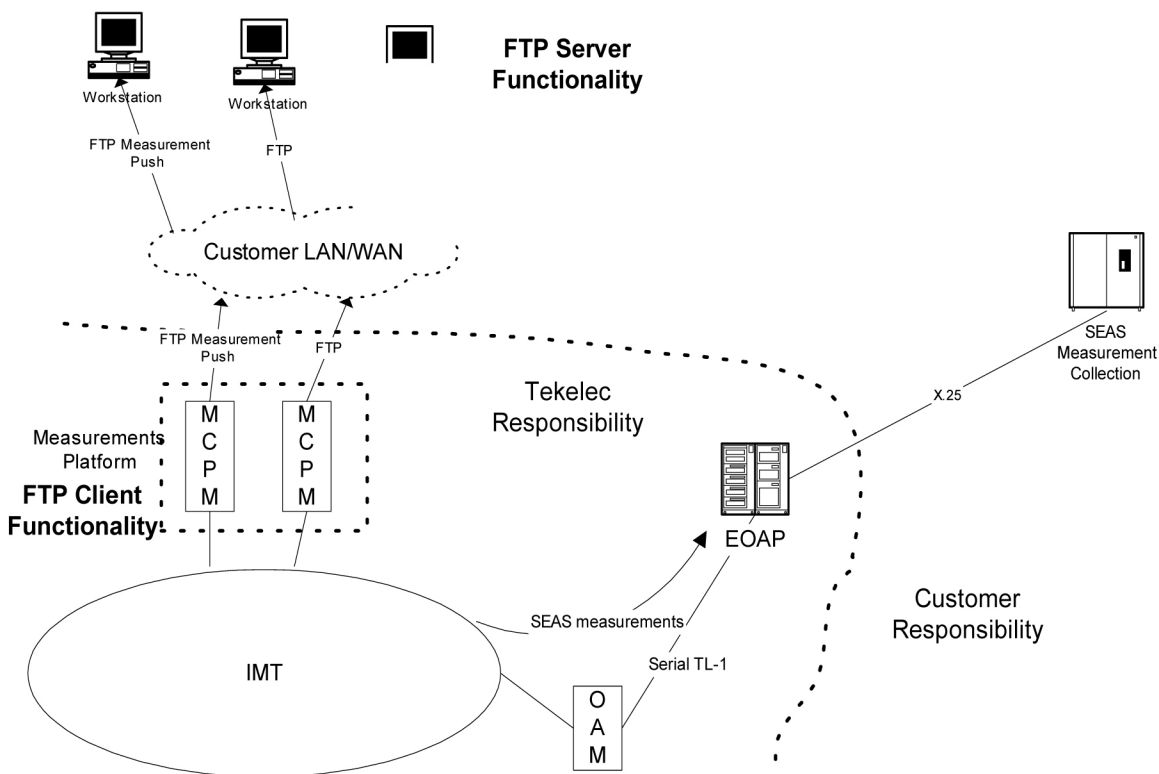 FTP Server
Functionality
Workstation
Workstation
FTP Measurement
Push
FTP
Customer LAN/WAN
SEAS
Measurement
Collection
X.25
FTP Measurement
Push
FTP
Tekelec
Responsibility
M
C
P
M
M
C
P
M
Measurements
Platform
FTP Client
Functionality
EOAP
Customer
Responsibility
SEAS measurements
Serial TL-1
IMT
O
A
M